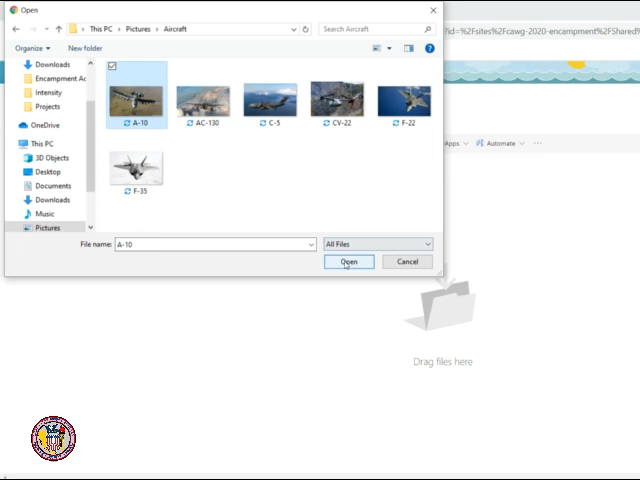 Open
This PC > Pictures > Aircraft
Search Aircraft
?id=%2Fsites%2Fcawg-2020-encampment%2FShared%
Organize
New folder
Downloads
Encampment Ac
Intensity
Projects
OneDrive
This PC
3D Objects
Desktop
Documents
Downloads
Music
Pictures
A-10
AC-130
C-5
CV-22
F-22
F-35
Apps
Automate
File name:
A-10
All Files
Open
Cancel
Drag files here